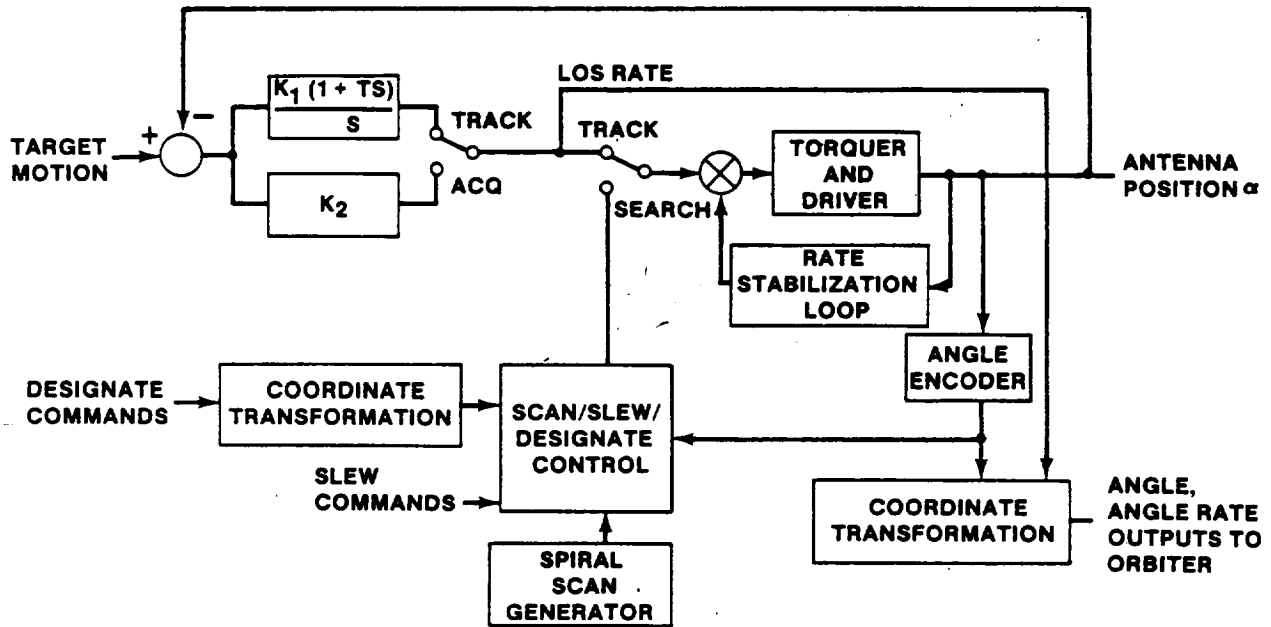 LOS RATE
K1 (1 + TS)
S
TRACK
TRACK
+
−
TARGET
MOTION
ACQ
K2
SEARCH
TORQUER
AND
DRIVER
ANTENNA
POSITION α
RATE
STABILIZATION
LOOP
ANGLE
ENCODER
DESIGNATE
COMMANDS
COORDINATE
TRANSFORMATION
SCAN/SLEW/
DESIGNATE
CONTROL
SLEW
COMMANDS
SPIRAL
SCAN
GENERATOR
COORDINATE
TRANSFORMATION
ANGLE,
ANGLE RATE
OUTPUTS TO
ORBITER